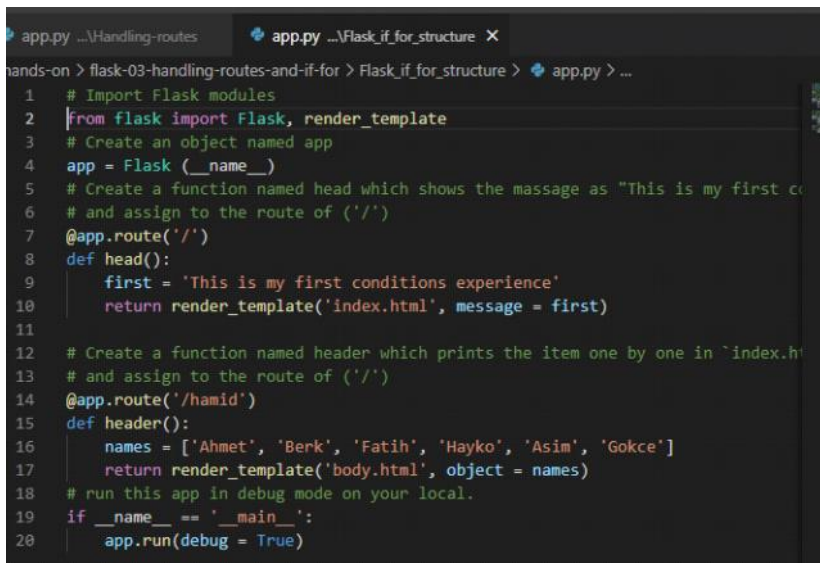 app.py ...\Handling-routes app.py ...\Flask_if_for_structure ×
hands-on > flask-03-handling-routes-and-if-for > Flask_if_for_structure > app.py > ...
1 # Import Flask modules
2 from flask import Flask, render_template
3 # Create an object named app
4 app = Flask (__name__)
5 # Create a function named head which shows the massage as "This is my first co
6 # and assign to the route of ('/')
7 @app.route('/')
8 def head():
9     first = 'This is my first conditions experience'
10     return render_template('index.html', message = first)
11
12 # Create a function named header which prints the item one by one in `index.ht
13 # and assign to the route of ('/')
14 @app.route('/hamid')
15 def header():
16     names = ['Ahmet', 'Berk', 'Fatih', 'Hayko', 'Asim', 'Gokce']
17     return render_template('body.html', object = names)
18 # run this app in debug mode on your local.
19 if __name__ == '__main__':
20     app.run(debug = True)